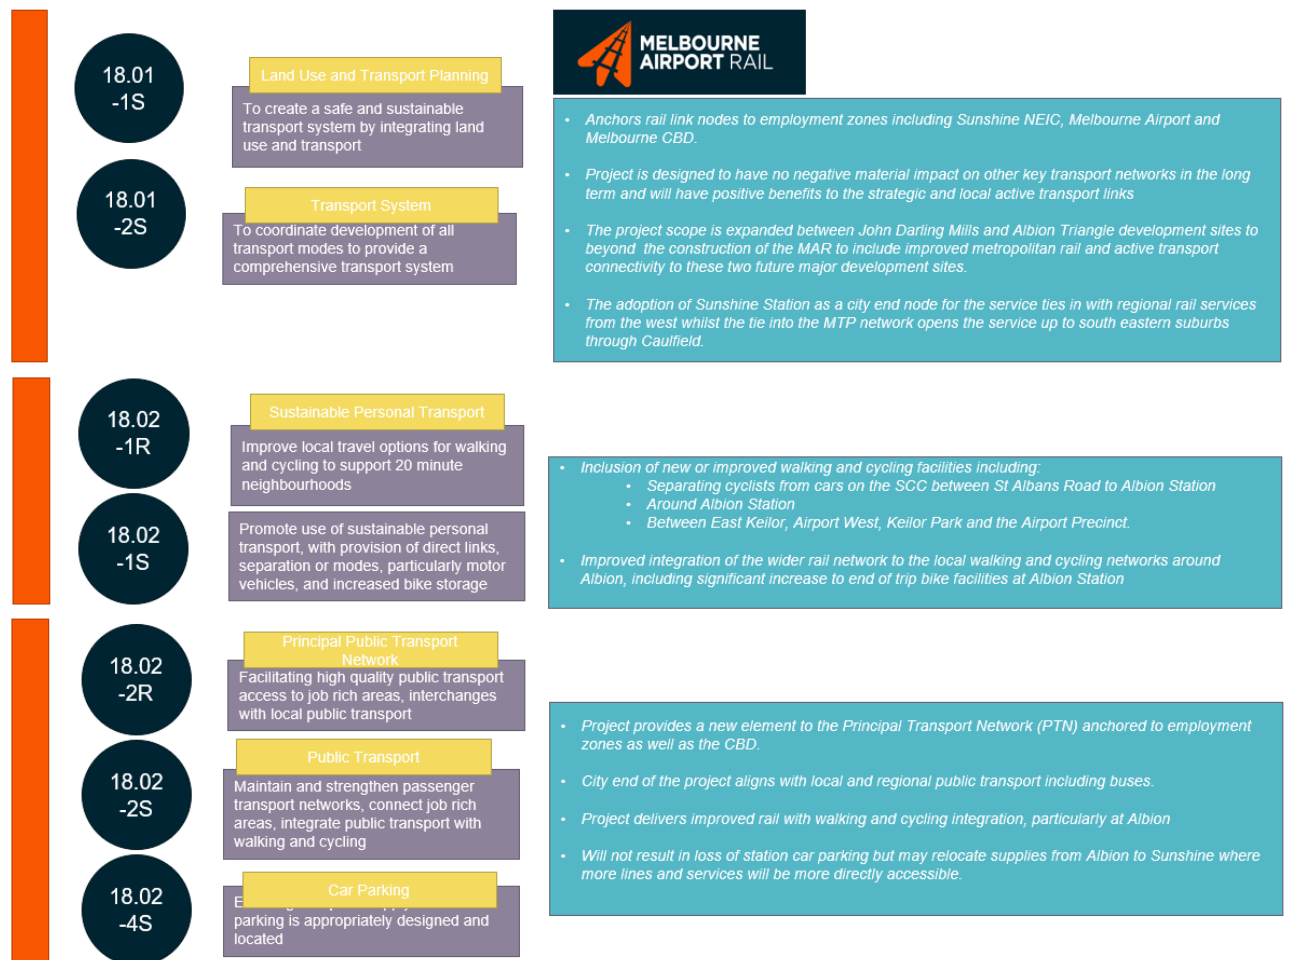 18.01
-1S
Land Use and Transport Planning
To create a safe and sustainable
transport system by integrating land
use and transport
18.01
-2S
Transport System
To coordinate development of all
transport modes to provide a
comprehensive transport system
MELBOURNE
AIRPORT RAIL
• Anchors rail link nodes to employment zones including Sunshine NEIC, Melbourne Airport and
Melbourne CBD.
• Project is designed to have no negative material impact on other key transport networks in the long
term and will have positive benefits to the strategic and local active transport links
• The project scope is expanded between John Darling Mills and Albion Triangle development sites to
beyond the construction of the MAR to include improved metropolitan rail and active transport
connectivity to these two future major development sites.
• The adoption of Sunshine Station as a city end node for the service ties in with regional rail services
from the west whilst the tie into the MTP network opens the service up to south eastern suburbs
through Caulfield.
18.02
-1R
Sustainable Personal Transport
Improve local travel options for walking
and cycling to support 20 minute
neighbourhoods
18.02
-1S
Promote use of sustainable personal
transport, with provision of direct links,
separation or modes, particularly motor
vehicles, and increased bike storage
• Inclusion of new or improved walking and cycling facilities including:
• Separating cyclists from cars on the SCC between St Albans Road to Albion Station
• Around Albion Station
• Between East Keilor, Airport West, Keilor Park and the Airport Precinct.
• Improved integration of the wider rail network to the local walking and cycling networks around
Albion, including significant increase to end of trip bike facilities at Albion Station
18.02
-2R
Principal Public Transport
Network
Facilitating high quality public transport
access to job rich areas, interchanges
with local public transport
18.02
-2S
Public Transport
Maintain and strengthen passenger
transport networks, connect job rich
areas, integrate public transport with
walking and cycling
18.02
-4S
Car Parking
parking is appropriately designed and
located
• Project provides a new element to the Principal Transport Network (PTN) anchored to employment
zones as well as the CBD.
• City end of the project aligns with local and regional public transport including buses.
• Project delivers improved rail with walking and cycling integration, particularly at Albion
• Will not result in loss of station car parking but may relocate supplies from Albion to Sunshine where
more lines and services will be more directly accessible.